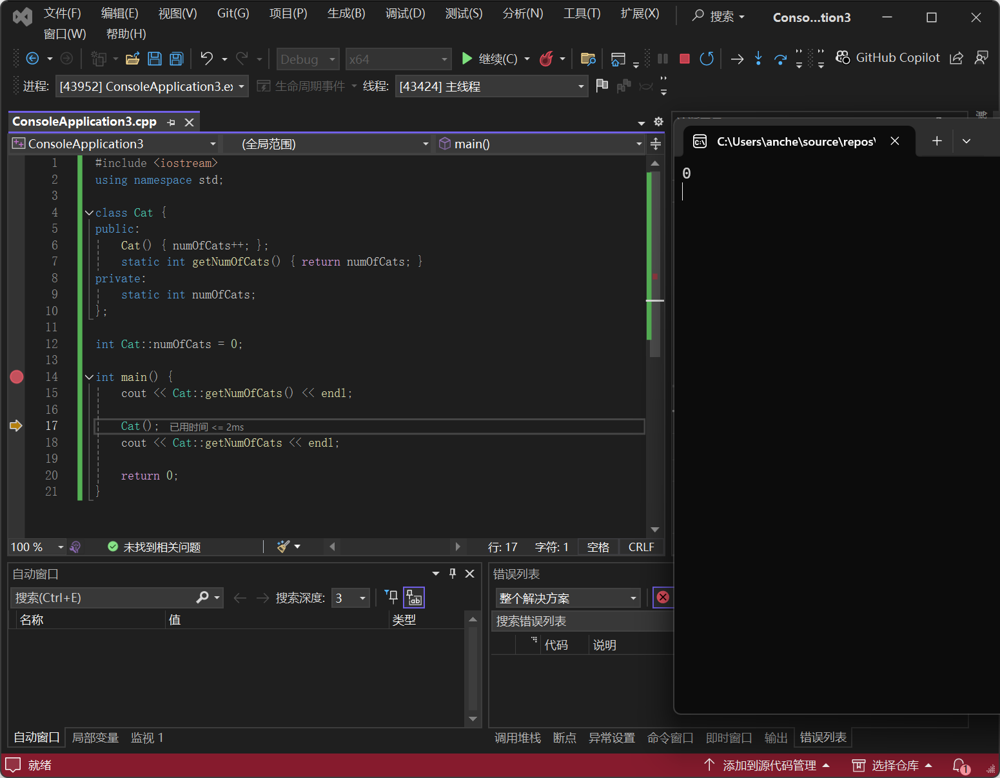 文件(F) 编辑(E) 视图(V) Git(G) 项目(P) 生成(B) 调试(D) 测试(S) 分析(N) 工具(T) 扩展(X) 搜索 Conso...tion3
窗口(W) 帮助(H)
Debug x64 继续(C) GitHub Copilot
进程: [43952] ConsoleApplication3.ex 生命周期事件 线程: [43424] 主线程
ConsoleApplication3.cpp
ConsoleApplication3 (全局范围) main()
1 #include <iostream>
2 using namespace std;
3
4 class Cat {
5 public:
6 Cat() { numOfCats++; };
7 static int getNumOfCats() { return numOfCats; }
8 private:
9 static int numOfCats;
10 };
11
12 int Cat::numOfCats = 0;
13
14 int main() {
15 cout << Cat::getNumOfCats() << endl;
16
17 Cat(); 已用时间 <= 2ms
18 cout << Cat::getNumOfCats << endl;
19
20 return 0;
21 }
100 % 未找到相关问题 行: 17 字符: 1 空格 CRLF
C:\Users\anche\source\repos\
0
自动窗口
搜索(Ctrl+E) 搜索深度: 3
名称 值 类型
自动窗口 局部变量 监视 1
错误列表
整个解决方案
搜索错误列表
代码 说明
调用堆栈 断点 异常设置 命令窗口 即时窗口 输出 错误列表
就绪 添加到源代码管理 选择仓库 1